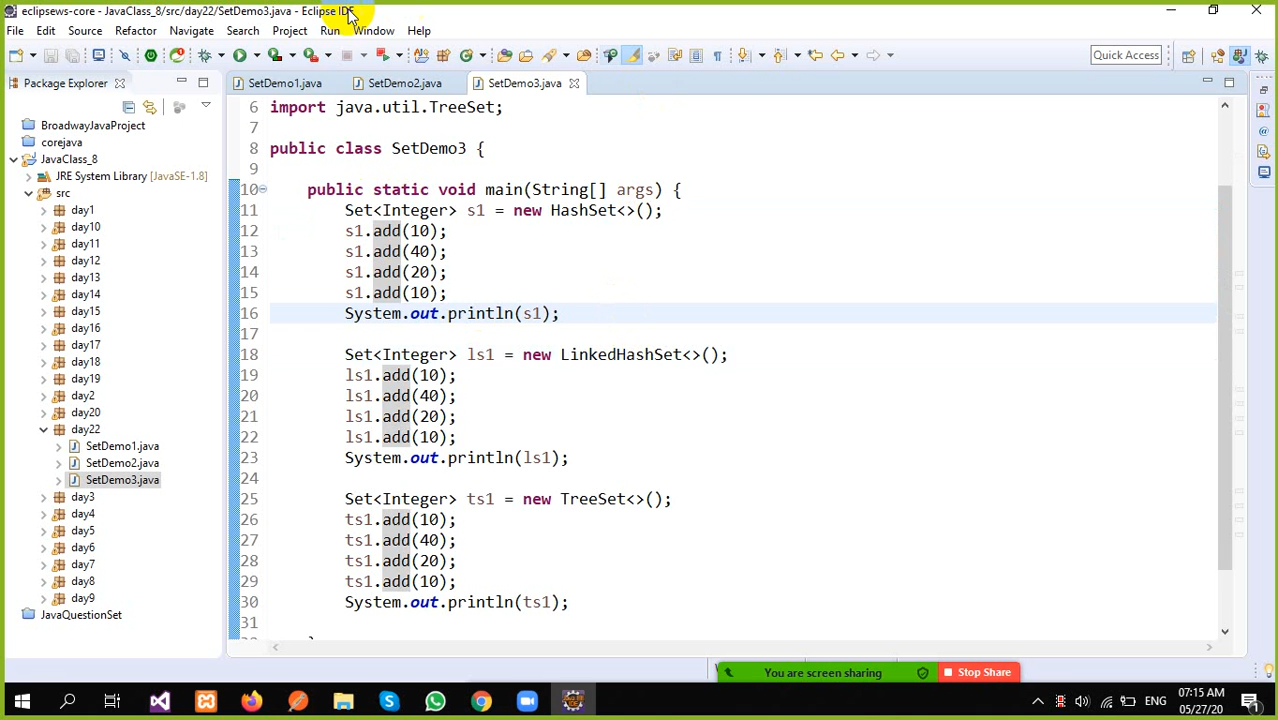 eclipsews-core - JavaClass_8/src/day22/SetDemo3.java - Eclipse IDE
File Edit Source Refactor Navigate Search Project Run Window Help
Quick Access
Package Explorer
SetDemo1.java SetDemo2.java SetDemo3.java
BroadwayJavaProject
corejava
JavaClass_8
JRE System Library [JavaSE-1.8]
src
day1
day10
day11
day12
day13
day14
day15
day16
day17
day18
day19
day2
day20
day22
SetDemo1.java
SetDemo2.java
SetDemo3.java
day3
day4
day5
day6
day7
day8
day9
JavaQuestionSet
6 import java.util.TreeSet;
7
8 public class SetDemo3 {
9
10 public static void main(String[] args) {
11 Set<Integer> s1 = new HashSet<>();
12 s1.add(10);
13 s1.add(40);
14 s1.add(20);
15 s1.add(10);
16 System.out.println(s1);
17
18 Set<Integer> ls1 = new LinkedHashSet<>();
19 ls1.add(10);
20 ls1.add(40);
21 ls1.add(20);
22 ls1.add(10);
23 System.out.println(ls1);
24
25 Set<Integer> ts1 = new TreeSet<>();
26 ts1.add(10);
27 ts1.add(40);
28 ts1.add(20);
29 ts1.add(10);
30 System.out.println(ts1);
31
You are screen sharing Stop Share
ENG 07:15 AM
05/27/20